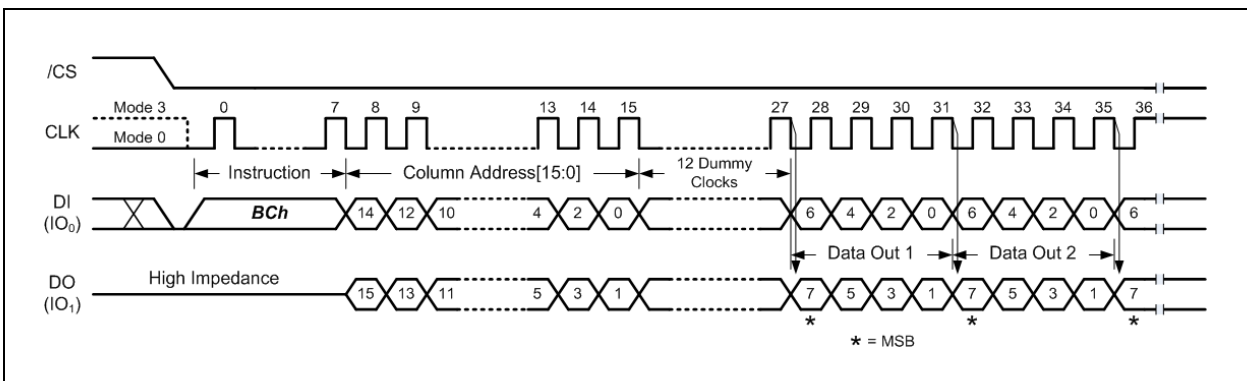 /CS
Mode 3 0 7 8 9 13 14 15 27 28 29 30 31 32 33 34 35 36
CLK
Mode 0
Instruction Column Address[15:0] 12 Dummy
Clocks
DI
(IO₀)
BCh 14 12 10 4 2 0 6 4 2 0 6 4 2 0 6
Data Out 1 Data Out 2
High Impedance
DO
(IO₁)
15 13 11 5 3 1 7 5 3 1 7 5 3 1 7
* * *
* = MSB